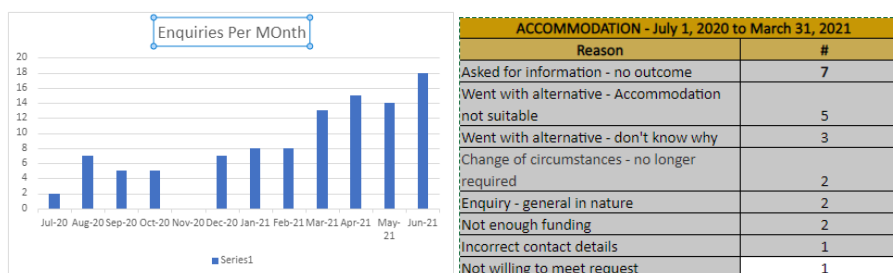 Enquiries Per MOnth
20
18
16
14
12
10
8
6
4
2
0
Jul-20 Aug-20 Sep-20 Oct-20 Nov-20 Dec-20 Jan-21 Feb-21 Mar-21 Apr-21 May- Jun-21
21
Series1
ACCOMMODATION - July 1, 2020 to March 31, 2021
Reason #
Asked for information - no outcome 7
Went with alternative - Accommodation
not suitable 5
Went with alternative - don't know why 3
Change of circumstances - no longer
required 2
Enquiry - general in nature 2
Not enough funding 2
Incorrect contact details 1
Not willing to meet request 1